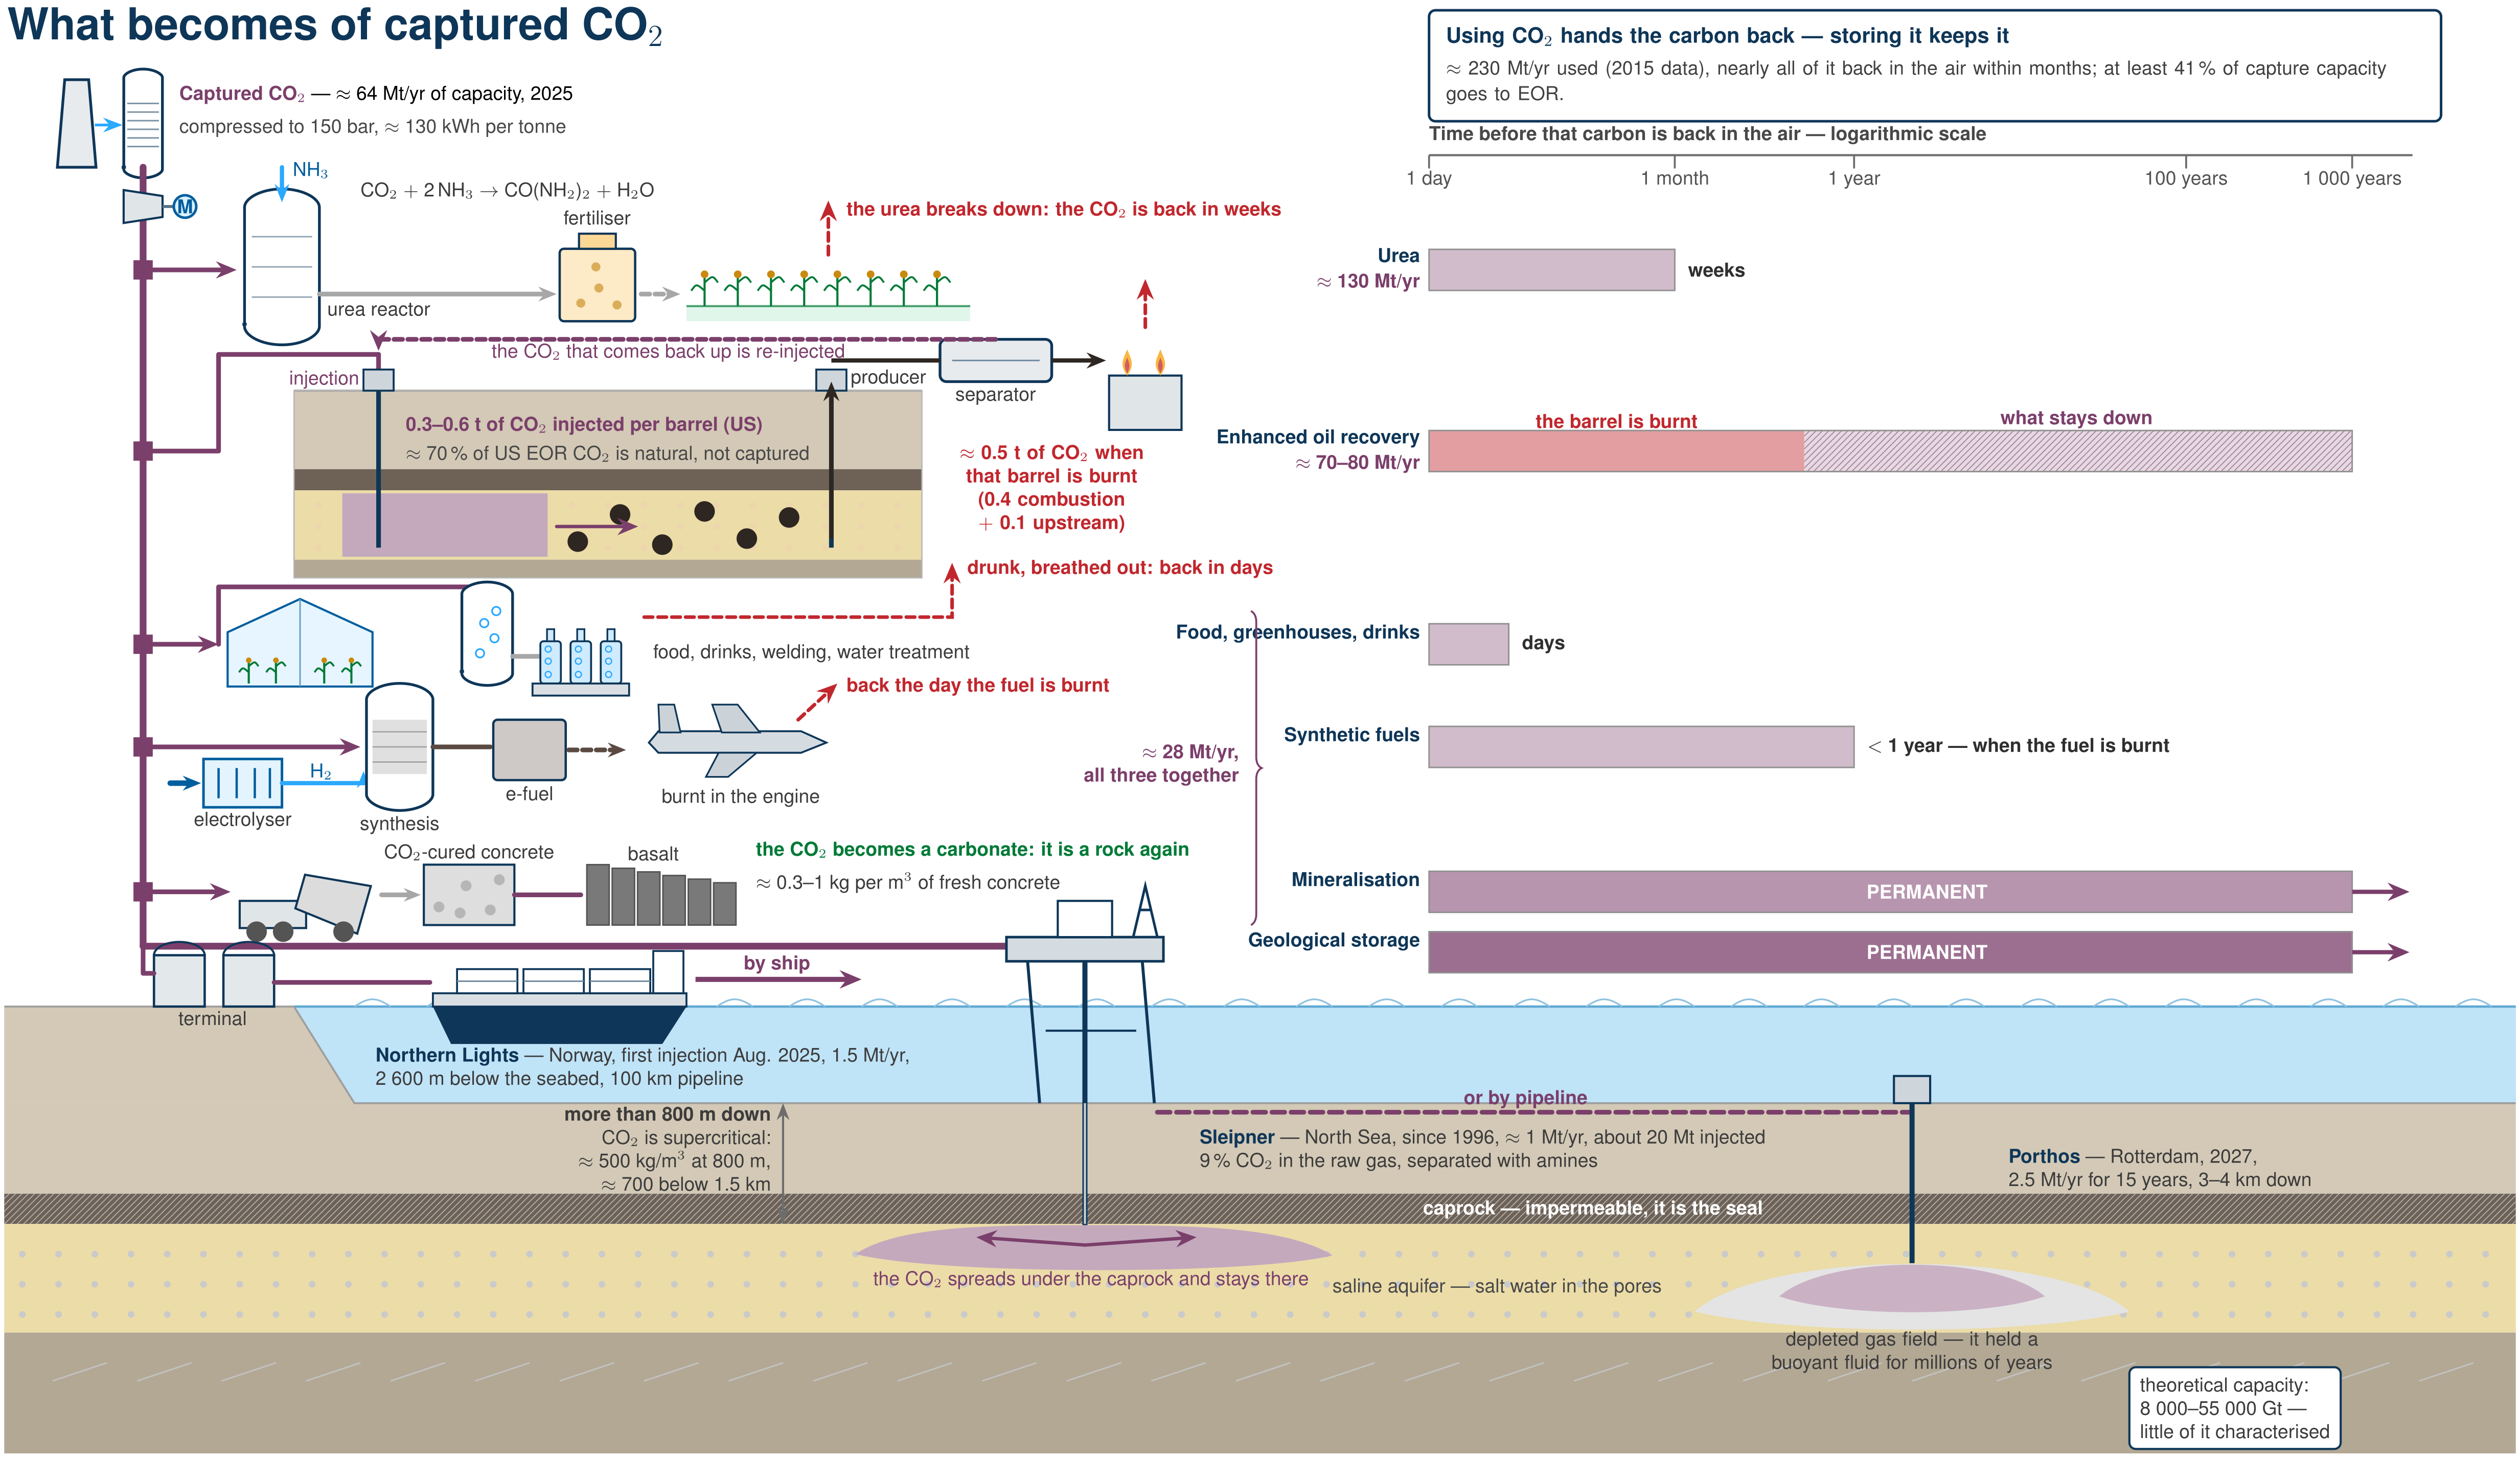 What becomes of captured CO₂
Captured CO₂ — ≈ 64 Mt/yr of capacity, 2025
compressed to 150 bar, ≈ 130 kWh per tonne
Using CO₂ hands the carbon back — storing it keeps it
≈ 230 Mt/yr used (2015 data), nearly all of it back in the air within months; at least 41 % of capture capacity
goes to EOR.
Time before that carbon is back in the air — logarithmic scale
1 day
1 month
1 year
100 years
1 000 years
NH₃
M
CO₂ + 2 NH₃ → CO(NH₂)₂ + H₂O
fertiliser
urea reactor
the urea breaks down: the CO₂ is back in weeks
Urea
≈ 130 Mt/yr
weeks
the CO₂ that comes back up is re-injected
injection
producer
separator
0.3–0.6 t of CO₂ injected per barrel (US)
≈ 70 % of US EOR CO₂ is natural, not captured
≈ 0.5 t of CO₂ when
that barrel is burnt
(0.4 combustion
+ 0.1 upstream)
Enhanced oil recovery
≈ 70–80 Mt/yr
the barrel is burnt
what stays down
drunk, breathed out: back in days
food, drinks, welding, water treatment
Food, greenhouses, drinks
days
back the day the fuel is burnt
H₂
electrolyser
synthesis
e-fuel
burnt in the engine
≈ 28 Mt/yr,
all three together
Synthetic fuels
< 1 year — when the fuel is burnt
CO₂-cured concrete
basalt
the CO₂ becomes a carbonate: it is a rock again
≈ 0.3–1 kg per m³ of fresh concrete
Mineralisation
PERMANENT
Geological storage
PERMANENT
by ship
terminal
Northern Lights — Norway, first injection Aug. 2025, 1.5 Mt/yr,
2 600 m below the seabed, 100 km pipeline
more than 800 m down
CO₂ is supercritical:
≈ 500 kg/m³ at 800 m,
≈ 700 below 1.5 km
or by pipeline
Sleipner — North Sea, since 1996, ≈ 1 Mt/yr, about 20 Mt injected
9 % CO₂ in the raw gas, separated with amines
Porthos — Rotterdam, 2027,
2.5 Mt/yr for 15 years, 3–4 km down
caprock — impermeable, it is the seal
the CO₂ spreads under the caprock and stays there
saline aquifer — salt water in the pores
depleted gas field — it held a
buoyant fluid for millions of years
theoretical capacity:
8 000–55 000 Gt —
little of it characterised